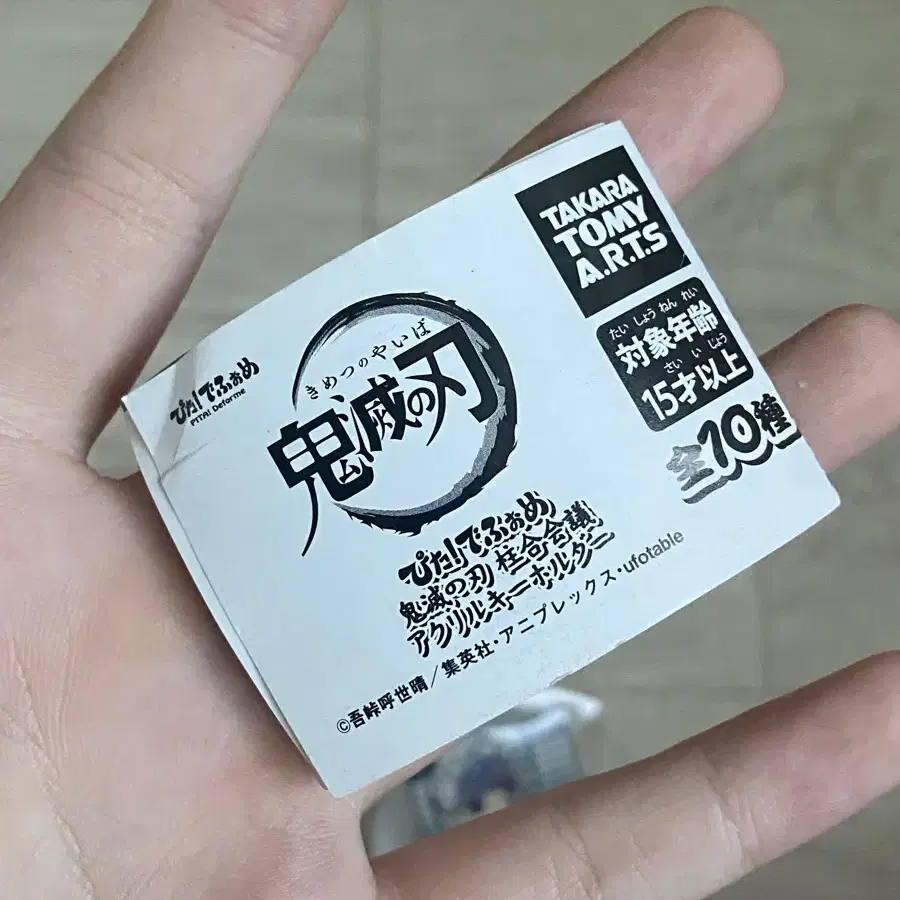 ぴた!でふぉめ
PITA! Deforme
きめつのやいば
鬼滅の刃
TAKARA
TOMY
A.R.T.S
たいしょうねんれい
対象年齢
さいいじょう
15才以上
全10種
ぴた!でふぉめ
鬼滅の刃 柱合会議
アクリルキーホルダー
©吾峠呼世晴/集英社・アニプレックス・ufotable